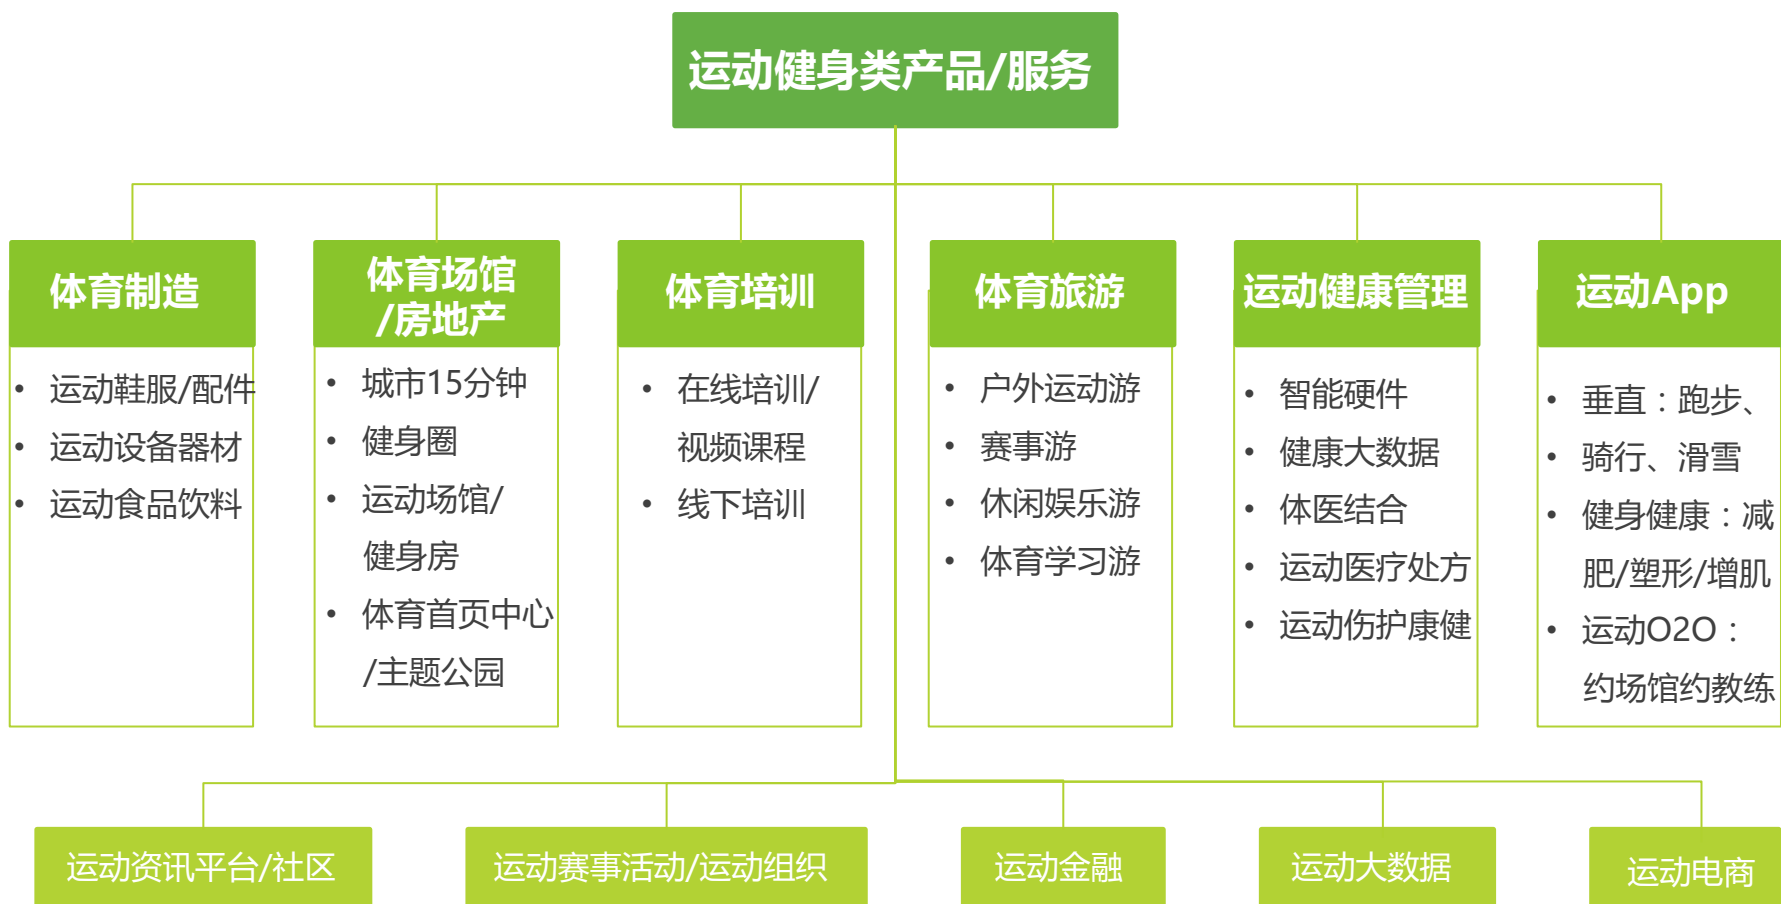 运动健身类产品/服务
体育制造
• 运动鞋服/配件
• 运动设备器材
• 运动食品饮料
体育场馆
/房地产
• 城市15分钟
• 健身圈
• 运动场馆/
健身房
• 体育首页中心
/主题公园
体育培训
• 在线培训/
视频课程
• 线下培训
体育旅游
• 户外运动游
• 赛事游
• 休闲娱乐游
• 体育学习游
运动健康管理
• 智能硬件
• 健康大数据
• 体医结合
• 运动医疗处方
• 运动伤护康健
运动App
• 垂直：跑步、
• 骑行、滑雪
• 健身健康：减
肥/塑形/增肌
• 运动O2O：
约场馆约教练
运动资讯平台/社区
运动赛事活动/运动组织
运动金融
运动大数据
运动电商